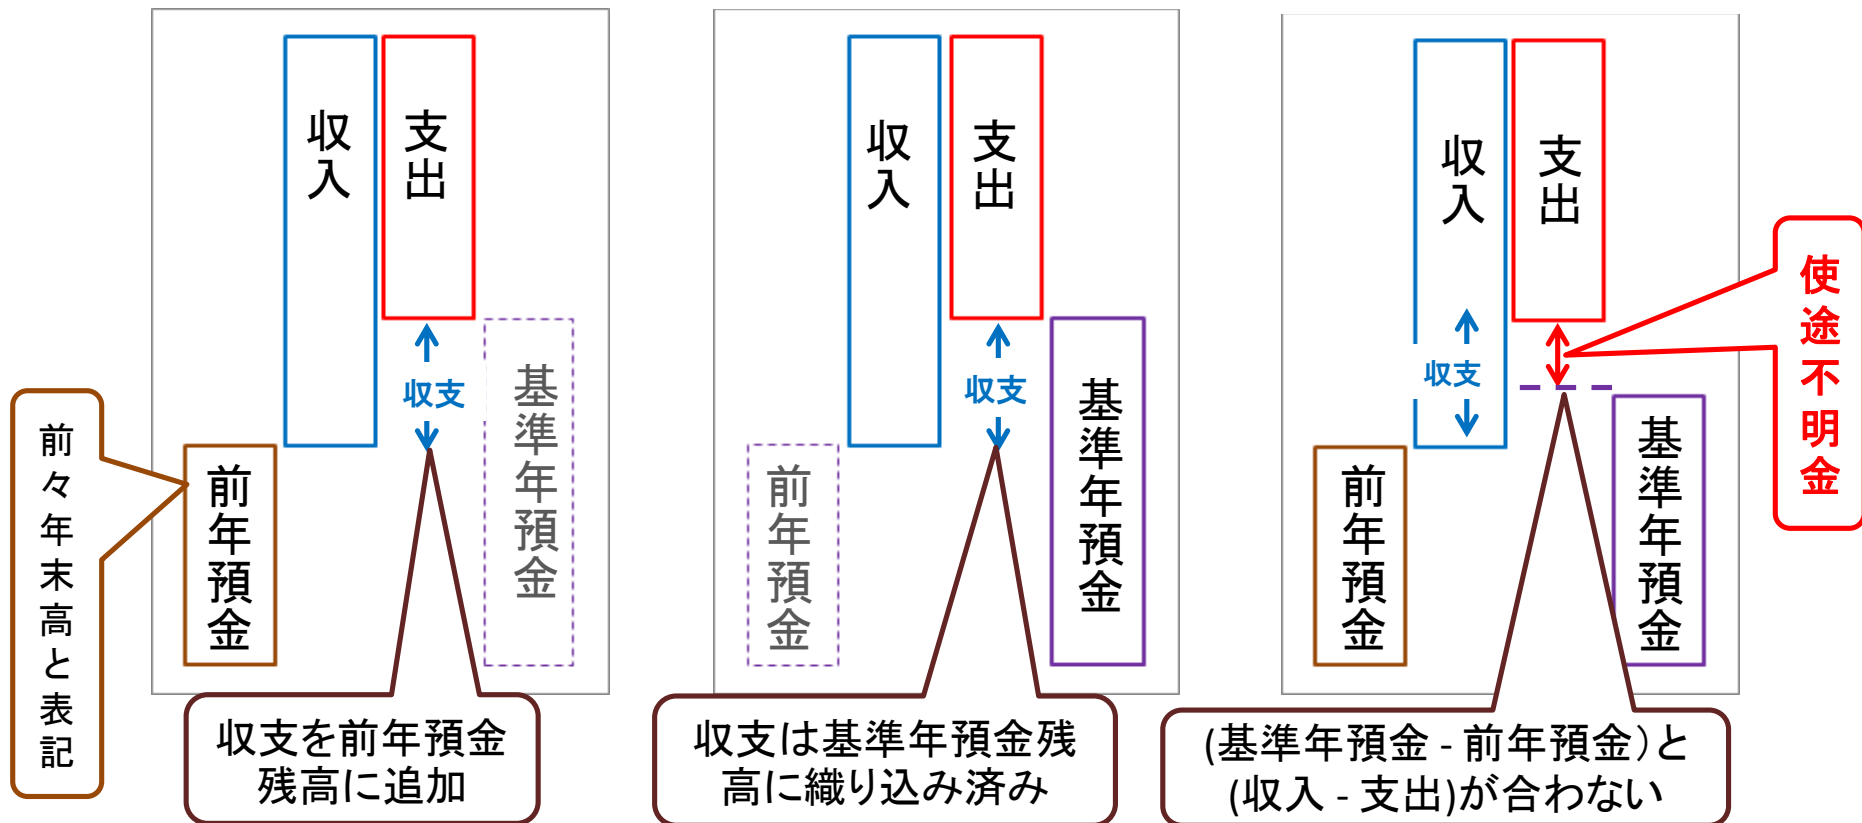 前々年末高と表記
前年預金
収入
支出
収支
基準年預金
収支を前年預金
残高に追加
前年預金
収入
支出
収支
基準年預金
収支は基準年預金残
高に織り込み済み
前年預金
収入
収支
支出
基準年預金
使途不明金
(基準年預金 - 前年預金）と
(収入 - 支出)が合わない